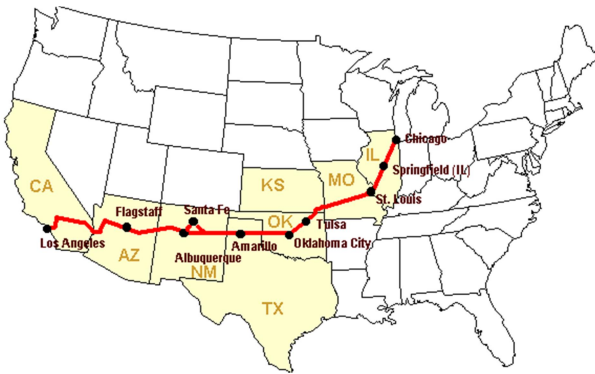 Chicago
IL
Springfield (IL)
CA
KS
MO
St. Louis
Flagstaff
Santa Fe
OK
Tulsa
Los Angeles
Amarillo
Oklahoma City
AZ
Albuquerque
NM
TX